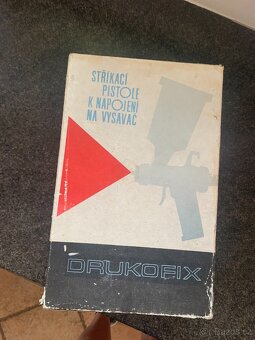 STŘÍKACÍ
PISTOLE
K NAPOJENÍ
NA VYSAVAČ
DRUKOFIX